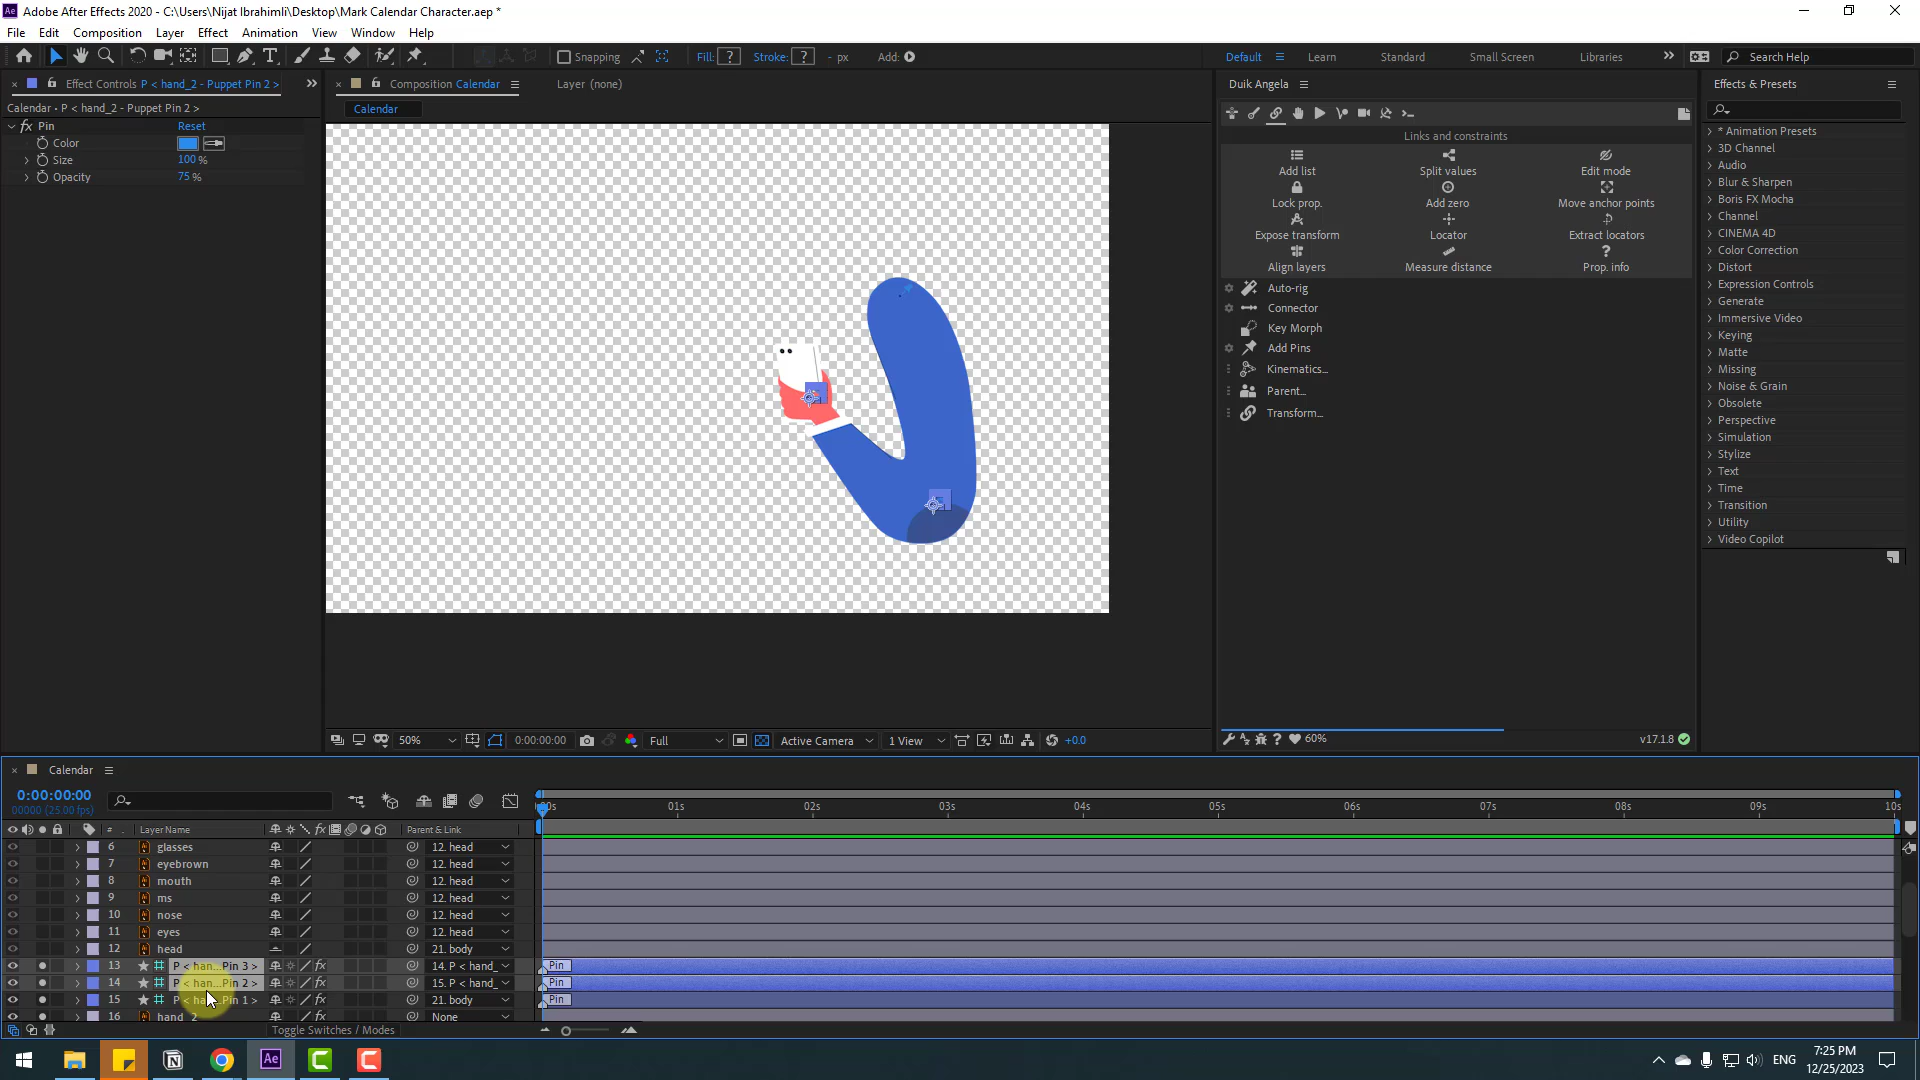 Adobe After Effects 2020 - C:\Users\Nijat Ibrahimli\Desktop\Mark Calendar Character.aep *
File Edit Composition Layer Effect Animation View Window Help
Snapping Fill: ? Stroke: ? - px Add: Default Learn Standard Small Screen Libraries Search Help
Effect Controls P < hand_2 - Puppet Pin 2 >
Composition Calendar
Layer (none)
Calendar • P < hand_2 - Puppet Pin 2 >
Calendar
fx Pin Reset
Color
Size 100 %
Opacity 75 %
Duik Angela
Links and constraints
Add list Split values Edit mode
Lock prop. Add zero Move anchor points
Expose transform Locator Extract locators
Align layers Measure distance Prop. info
Auto-rig
Connector
Key Morph
Add Pins
Kinematics...
Parent...
Transform...
60% v17.1.8
Effects & Presets
* Animation Presets
3D Channel
Audio
Blur & Sharpen
Boris FX Mocha
Channel
CINEMA 4D
Color Correction
Distort
Expression Controls
Generate
Immersive Video
Keying
Matte
Missing
Noise & Grain
Obsolete
Perspective
Simulation
Stylize
Text
Time
Transition
Utility
Video Copilot
50% 0:00:00:00 Full Active Camera 1 View +0.0
Calendar
0:00:00:00
00000 (25.00 fps)
01s 02s 03s 04s 05s 06s 07s 08s 09s 10s
# Layer Name fx Parent & Link
6 glasses 12. head
7 eyebrown 12. head
8 mouth 12. head
9 ms 12. head
10 nose 12. head
11 eyes 12. head
12 head 21. body
13 P < han...Pin 3 > fx 14. P < hand_ Pin
14 P < han...Pin 2 > fx 15. P < hand_ Pin
15 P < ha...Pin 1 > fx 21. body Pin
16 hand_2 None
Toggle Switches / Modes
Ae ENG 7:25 PM
12/25/2023